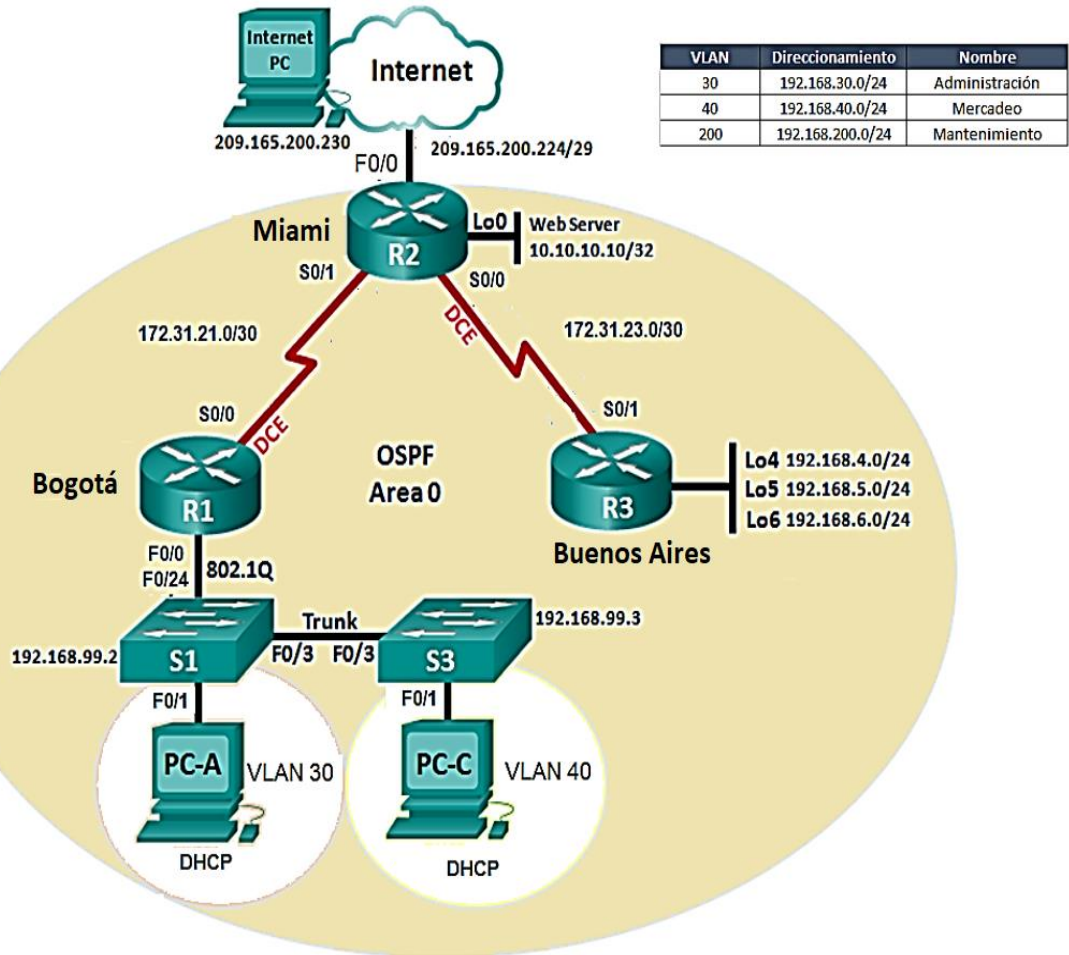 Internet
PC
Internet
209.165.200.230
209.165.200.224/29
F0/0
VLAN Direccionamiento Nombre
30 192.168.30.0/24 Administración
40 192.168.40.0/24 Mercadeo
200 192.168.200.0/24 Mantenimiento
Miami
R2
Lo0
Web Server
10.10.10.10/32
S0/1
S0/0
DCE
172.31.21.0/30
172.31.23.0/30
S0/0
DCE
S0/1
Bogotá
R1
OSPF
Area 0
R3
Buenos Aires
Lo4 192.168.4.0/24
Lo5 192.168.5.0/24
Lo6 192.168.6.0/24
F0/0
F0/24
802.1Q
Trunk
192.168.99.3
192.168.99.2
S1
F0/3
F0/3
S3
F0/1
F0/1
PC-A
VLAN 30
PC-C
VLAN 40
DHCP
DHCP